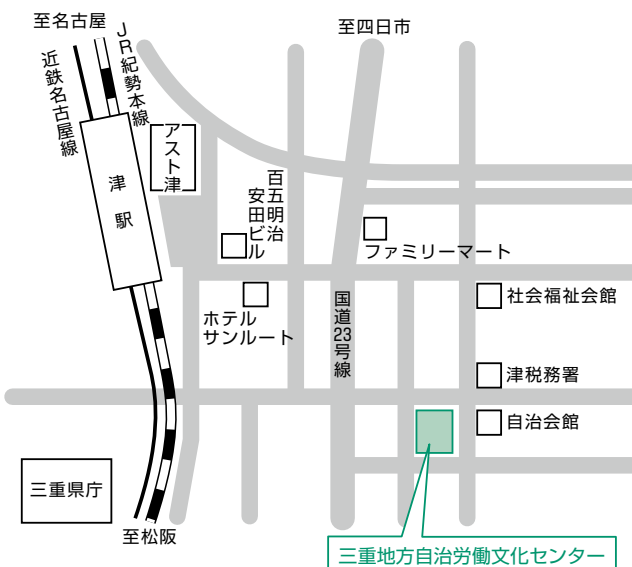 至名古屋
JR紀勢本線
近鉄名古屋線
至四日市
アスト津
津駅
百五明治
安田ビル
ファミリーマート
社会福祉会館
ホテル
サンルート
国道23号線
津税務署
自治会館
三重県庁
至松阪
三重地方自治労働文化センター